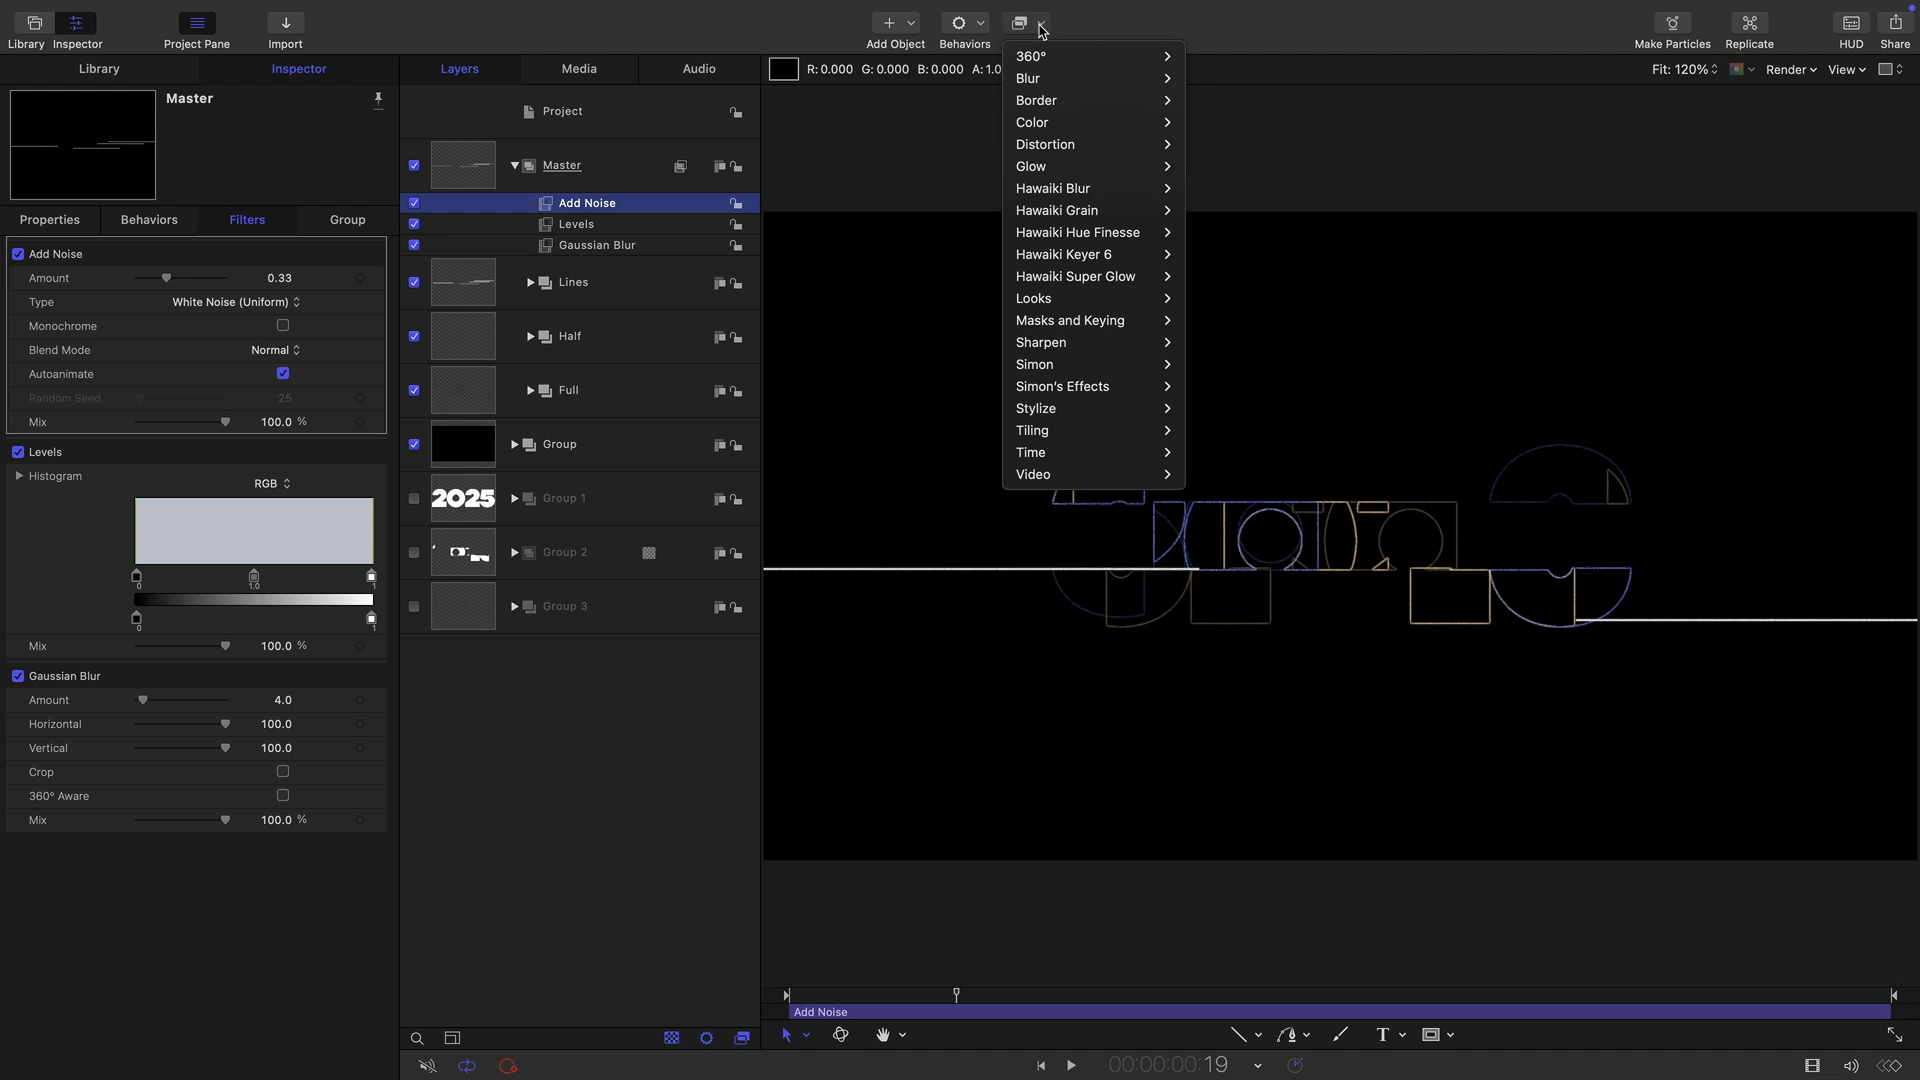 Library Inspector Project Pane Import Add Object Behaviors Make Particles Replicate HUD Share
Library Inspector Layers Media Audio R:0.000 G:0.000 B:0.000 A:1.0 Fit: 120% Render View
Master
Properties Behaviors Filters Group
Add Noise
Amount 0.33
Type White Noise (Uniform)
Monochrome
Blend Mode Normal
Autoanimate
Random Seed 25
Mix 100.0 %
Levels
Histogram
RGB
0 1.0 1
0 1
Mix 100.0 %
Gaussian Blur
Amount 4.0
Horizontal 100.0
Vertical 100.0
Crop
360° Aware
Mix 100.0 %
Project
Master
Add Noise
Levels
Gaussian Blur
Lines
Half
Full
Group
2025 Group 1
Group 2
Group 3
360°
Blur
Border
Color
Distortion
Glow
Hawaiki Blur
Hawaiki Grain
Hawaiki Hue Finesse
Hawaiki Keyer 6
Hawaiki Super Glow
Looks
Masks and Keying
Sharpen
Simon
Simon's Effects
Stylize
Tiling
Time
Video
Add Noise
T
00:00:00:19